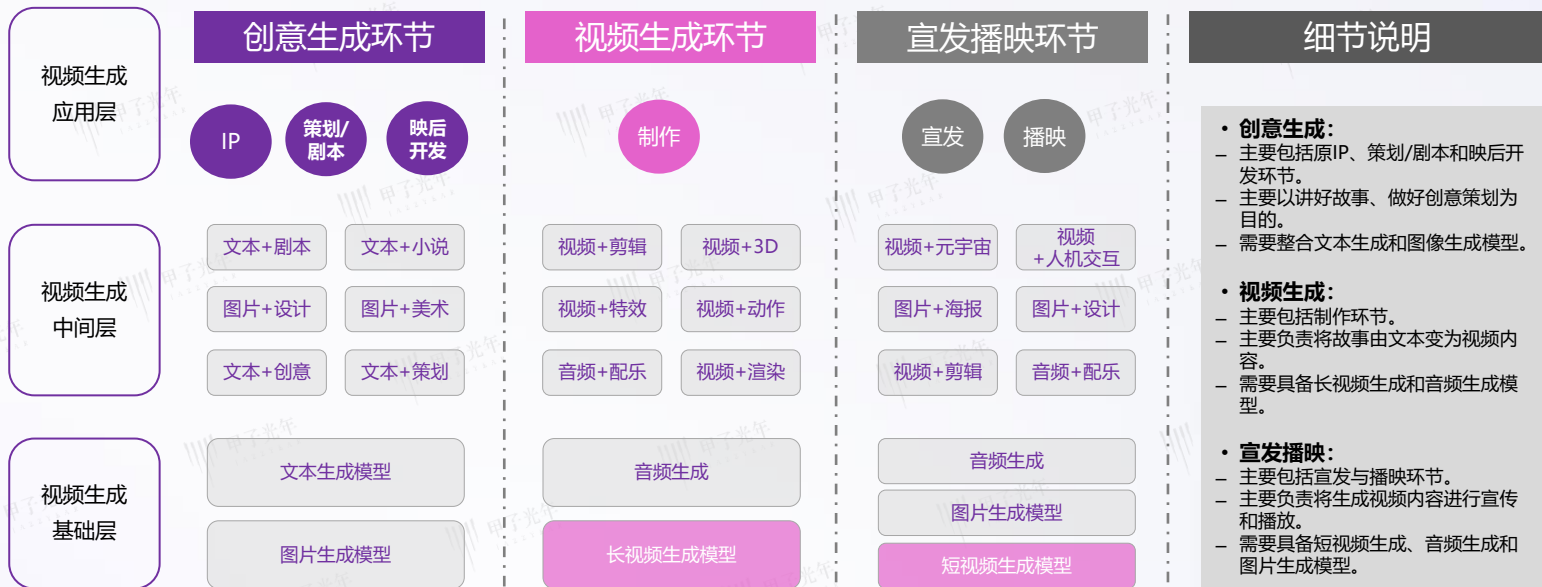 视频生成
应用层
创意生成环节
IP
策划/
剧本
映后
开发
视频生成环节
制作
宣发播映环节
宣发
播映
视频生成
中间层
文本+剧本
文本+小说
图片+设计
图片+美术
文本+创意
文本+策划
视频+剪辑
视频+3D
视频+特效
视频+动作
音频+配乐
视频+渲染
视频+元宇宙
视频
+人机交互
图片+海报
图片+设计
视频+剪辑
音频+配乐
视频生成
基础层
文本生成模型
图片生成模型
音频生成
长视频生成模型
音频生成
图片生成模型
短视频生成模型
细节说明
• 创意生成：
– 主要包括原IP、策划/剧本和映后开
发环节。
– 主要以讲好故事、做好创意策划为
目的。
– 需要整合文本生成和图像生成模型。
• 视频生成：
– 主要包括制作环节。
– 主要负责将故事由文本变为视频内
容。
– 需要具备长视频生成和音频生成模
型。
• 宣发播映：
– 主要包括宣发与播映环节。
– 主要负责将生成视频内容进行宣传
和播放。
– 需要具备短视频生成、音频生成和
图片生成模型。
甲子光年